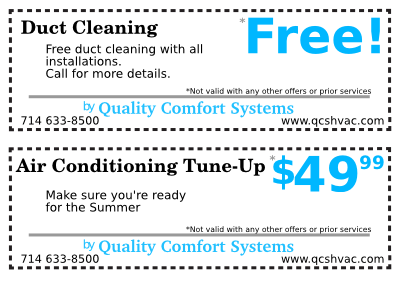 Duct Cleaning
*Free!
Free duct cleaning with all
installations.
Call for more details.
*Not valid with any other offers or prior services
by Quality Comfort Systems
714 633-8500 www.qcshvac.com
Air Conditioning Tune-Up *$49⁹⁹
Make sure you're ready
for the Summer
*Not valid with any other offers or prior services
by Quality Comfort Systems
714 633-8500 www.qcshvac.com